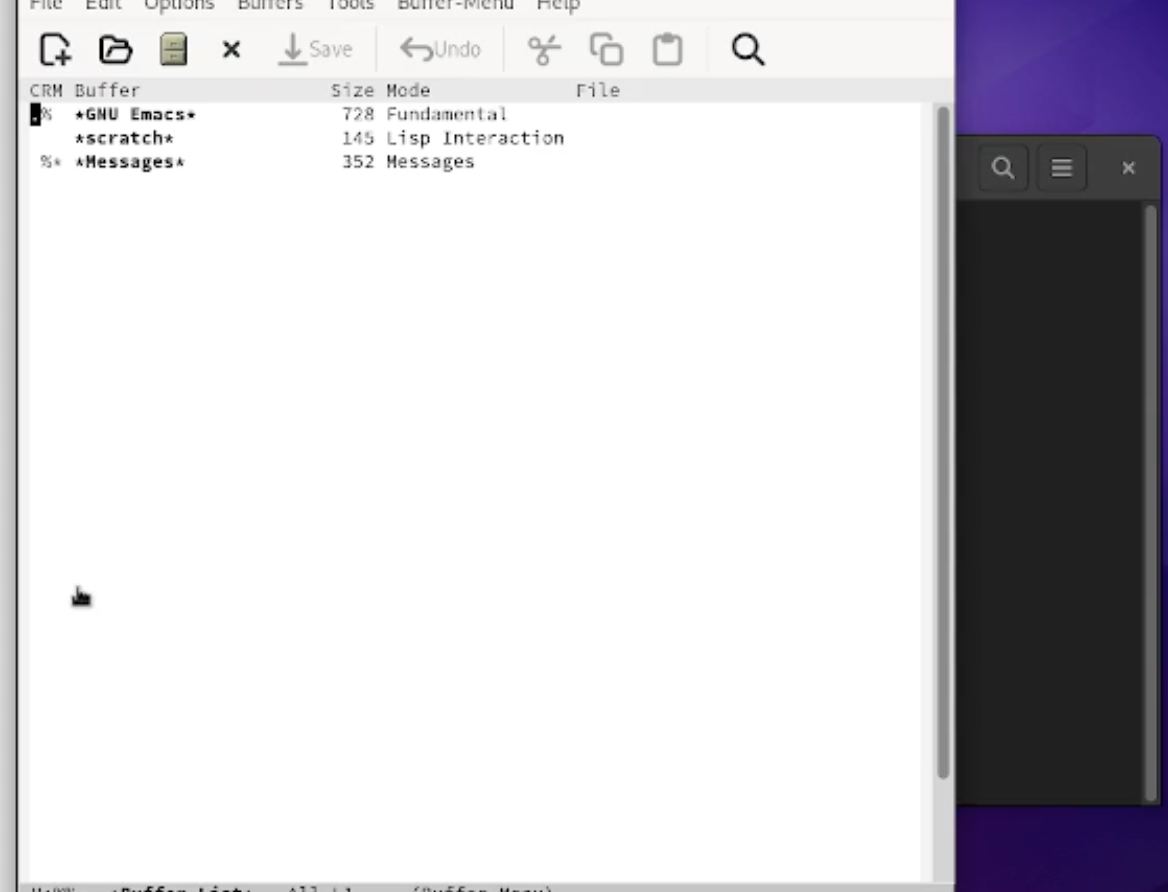 File Edit Options Buffers Tools Buffer-Menu Help
Save Undo
CRM Buffer Size Mode File
.% *GNU Emacs* 728 Fundamental
*scratch* 145 Lisp Interaction
%* *Messages* 352 Messages
*Buffer List* All L1 (Buffer Menu)